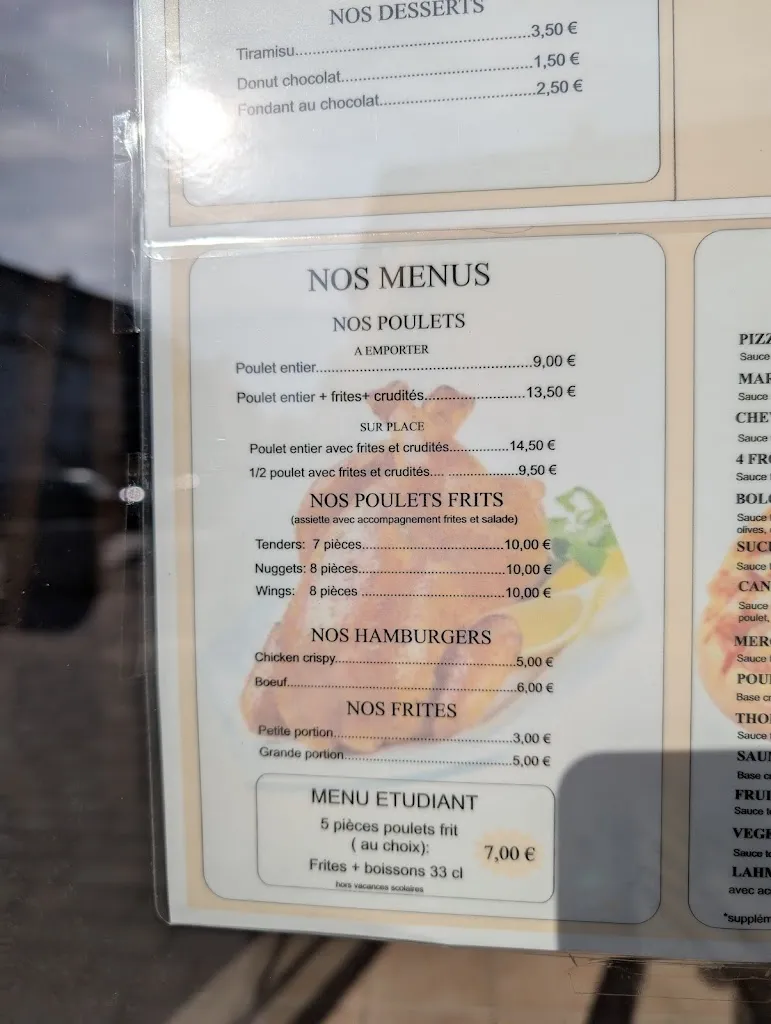 NOS DESSERTS
Tiramisu..................................................3,50 €
Donut chocolat.........................................1,50 €
Fondant au chocolat.................................2,50 €
NOS MENUS
NOS POULETS
A EMPORTER
Poulet entier..................................................9,00 €
Poulet entier + frites+ crudités.......................13,50 €
SUR PLACE
Poulet entier avec frites et crudités..............14,50 €
1/2 poulet avec frites et crudités.... .................9,50 €
NOS POULETS FRITS
(assiette avec accompagnement frites et salade)
Tenders: 7 pièces..................................10,00 €
Nuggets: 8 pièces...................................10,00 €
Wings: 8 pièces ...................................10,00 €
NOS HAMBURGERS
Chicken crispy............................................5,00 €
Boeuf.........................................................6,00 €
NOS FRITES
Petite portion............................................3,00 €
Grande portion..........................................5,00 €
MENU ETUDIANT
5 pièces poulets frit
( au choix):
7,00 €
Frites + boissons 33 cl
hors vacances scolaires
PIZZ
Sauce
MAR
Sauce
CHE
Sauce
4 FRO
Sauce
BOLO
Sauce
olives,
SUC
Sauce
CAN
Sauce
poulet,
MER
Sauce
POU
Base cr
THO
Sauce
SAU
Base c
FRUI
Sauce t
VEG
Sauce t
LAHM
avec ac
*supplém